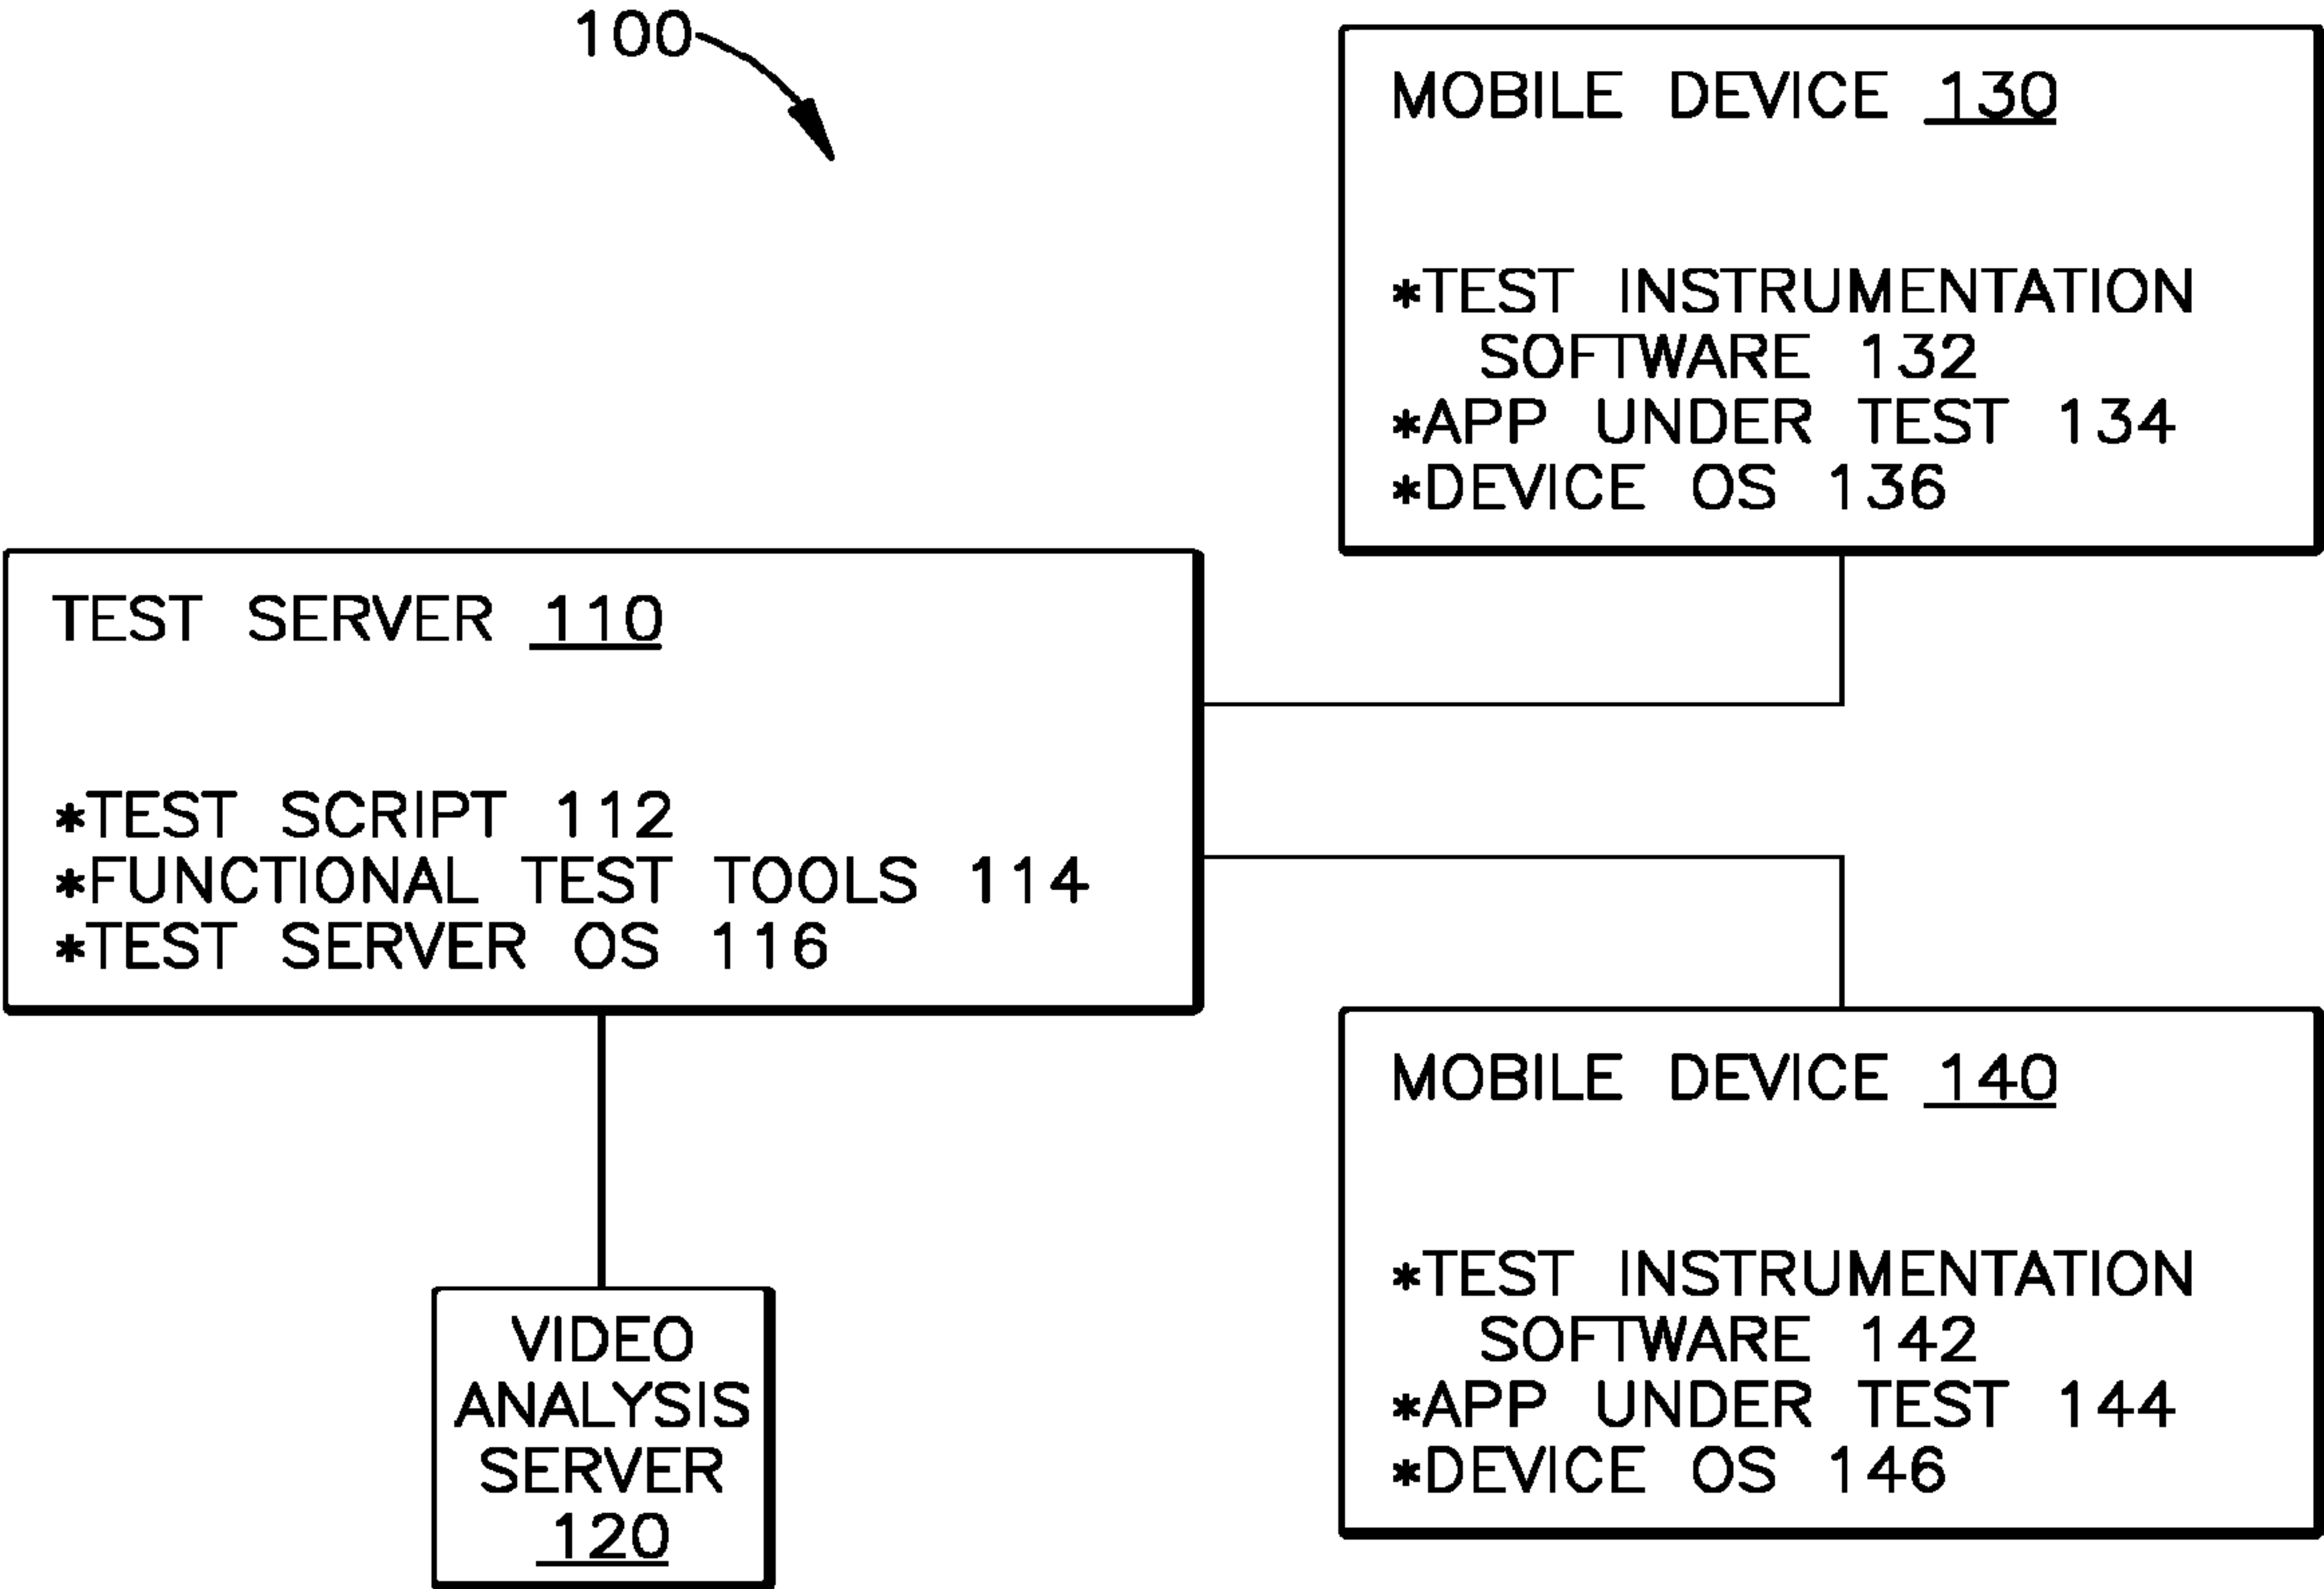 100
MOBILE DEVICE 130
*TEST INSTRUMENTATION
SOFTWARE 132
*APP UNDER TEST 134
*DEVICE OS 136
TEST SERVER 110
*TEST SCRIPT 112
*FUNCTIONAL TEST TOOLS 114
*TEST SERVER OS 116
MOBILE DEVICE 140
*TEST INSTRUMENTATION
SOFTWARE 142
*APP UNDER TEST 144
*DEVICE OS 146
VIDEO
ANALYSIS
SERVER
120